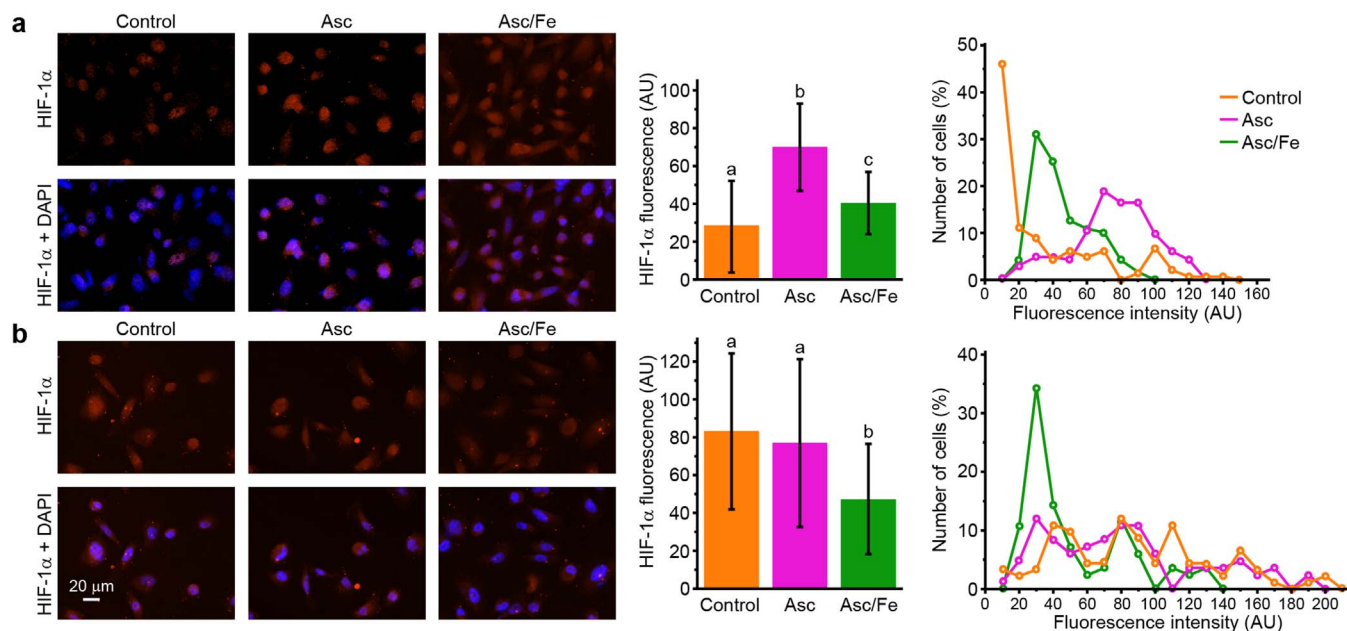 a
Control Asc Asc/Fe
HIF-1α
HIF-1α + DAPI
HIF-1α fluorescence (AU)
100
80
60
40
20
0
a
b
c
Control Asc Asc/Fe
Number of cells (%)
50
40
30
20
10
0
Control
Asc
Asc/Fe
0 20 40 60 80 100 120 140 160
Fluorescence intensity (AU)
b
Control Asc Asc/Fe
HIF-1α
HIF-1α + DAPI
20 μm
HIF-1α fluorescence (AU)
120
100
80
60
40
20
0
a
a
b
Control Asc Asc/Fe
Number of cells (%)
40
30
20
10
0
0 20 40 60 80 100 120 140 160 180 200
Fluorescence intensity (AU)